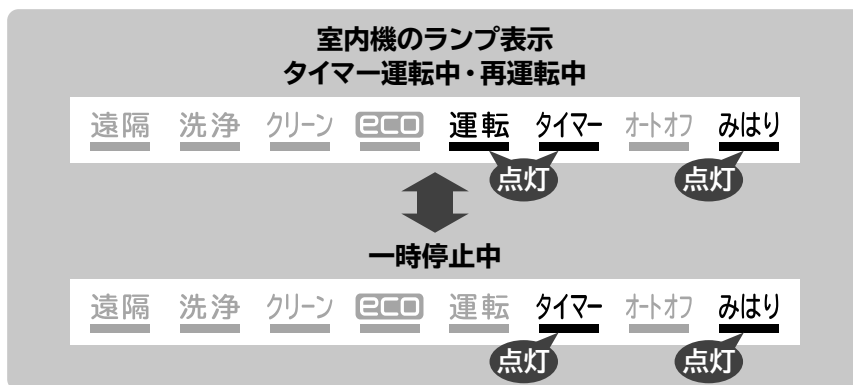 室内機のランプ表示
タイマー運転中・再運転中
遠隔 洗浄 クリーン eco 運転 タイマー オートオフ みはり
点灯 点灯
一時停止中
遠隔 洗浄 クリーン eco 運転 タイマー オートオフ みはり
点灯 点灯